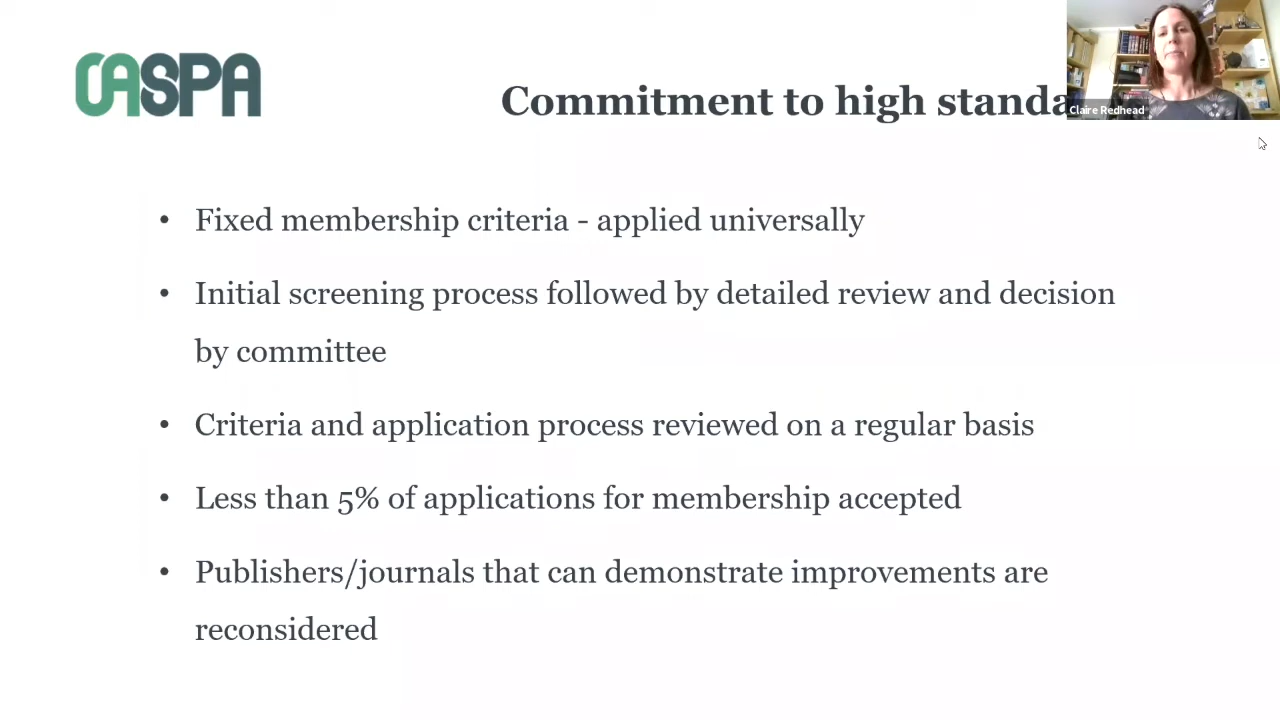 OASPA
Commitment to high standa
Claire Redhead
• Fixed membership criteria - applied universally
• Initial screening process followed by detailed review and decision
by committee
• Criteria and application process reviewed on a regular basis
• Less than 5% of applications for membership accepted
• Publishers/journals that can demonstrate improvements are
reconsidered